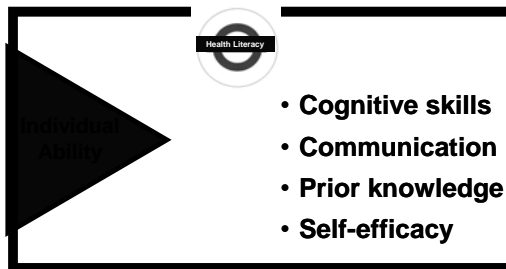 Health Literacy
Individual
Ability
• Cognitive skills
• Communication
• Prior knowledge
• Self-efficacy